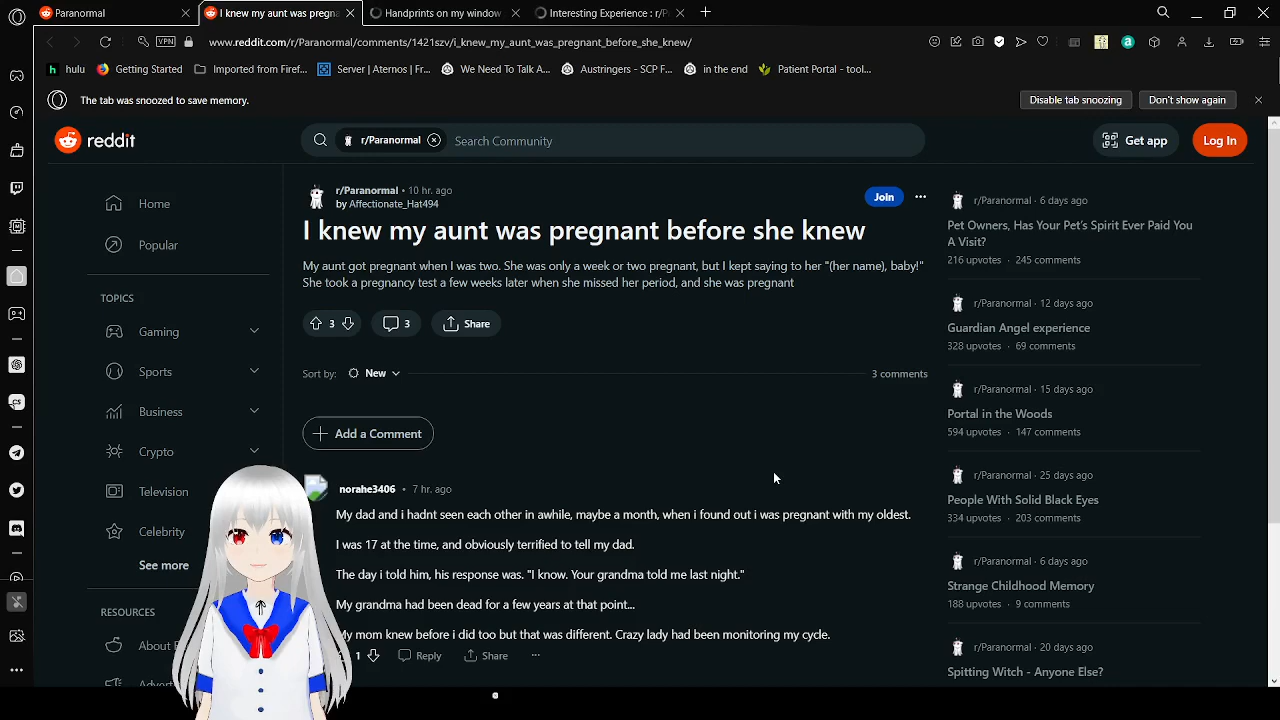 Paranormal
I knew my aunt was pregna
Handprints on my window
Interesting Experience : r/P
VPN
www.reddit.com/r/Paranormal/comments/1421szv/i_knew_my_aunt_was_pregnant_before_she_knew/
hulu
Getting Started
Imported from Firef...
Server | Aternos | Fr...
We Need To Talk A...
Austringers - SCP F...
in the end
Patient Portal - tool...
The tab was snoozed to save memory.
Disable tab snoozing
Don't show again
reddit
r/Paranormal
Search Community
Get app
Log In
Home
Popular
TOPICS
Gaming
Sports
Business
Crypto
Television
Celebrity
See more
RESOURCES
About
r/Paranormal • 10 hr. ago
by Affectionate_Hat494
Join
I knew my aunt was pregnant before she knew
My aunt got pregnant when I was two. She was only a week or two pregnant, but I kept saying to her "(her name), baby!"
She took a pregnancy test a few weeks later when she missed her period, and she was pregnant
3
3
Share
Sort by:
New
3 comments
Add a Comment
norahe3406 • 7 hr. ago
My dad and i hadnt seen each other in awhile, maybe a month, when i found out i was pregnant with my oldest.
I was 17 at the time, and obviously terrified to tell my dad.
The day i told him, his response was. "I know. Your grandma told me last night."
My grandma had been dead for a few years at that point...
My mom knew before i did too but that was different. Crazy lady had been monitoring my cycle.
1
Reply
Share
r/Paranormal · 6 days ago
Pet Owners, Has Your Pet's Spirit Ever Paid You
A Visit?
216 upvotes · 245 comments
r/Paranormal · 12 days ago
Guardian Angel experience
328 upvotes · 69 comments
r/Paranormal · 15 days ago
Portal in the Woods
594 upvotes · 147 comments
r/Paranormal · 25 days ago
People With Solid Black Eyes
334 upvotes · 203 comments
r/Paranormal · 6 days ago
Strange Childhood Memory
188 upvotes · 9 comments
r/Paranormal · 20 days ago
Spitting Witch - Anyone Else?